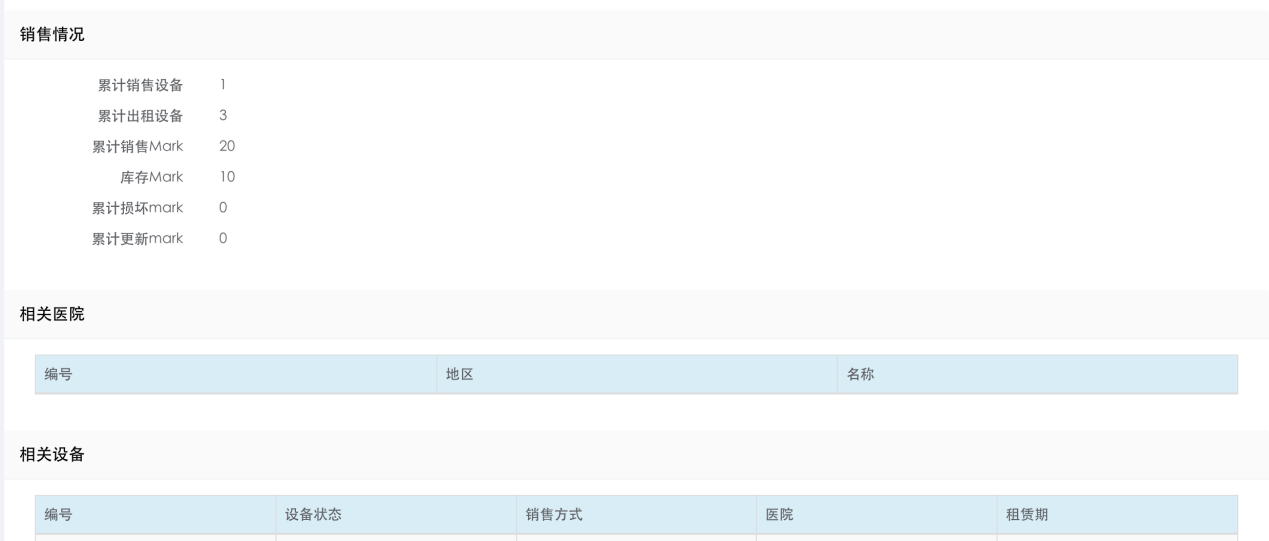 销售情况
累计销售设备 1
累计出租设备 3
累计销售Mark 20
库存Mark 10
累计损坏mark 0
累计更新mark 0
相关医院
编号 地区 名称
相关设备
编号 设备状态 销售方式 医院 租赁期